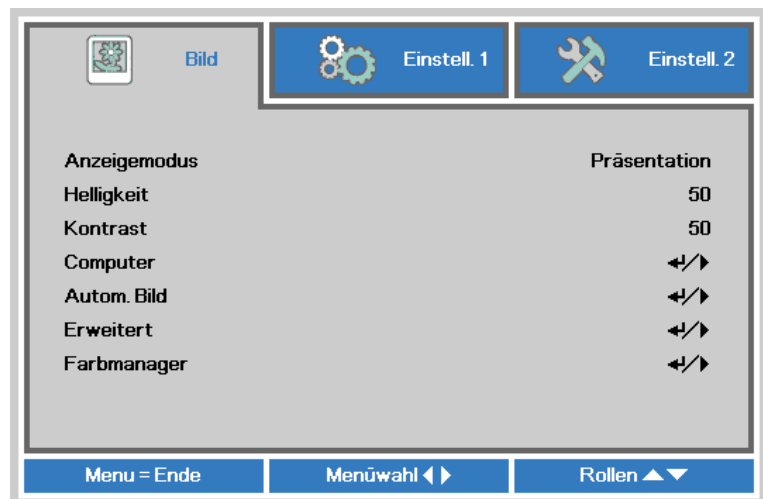 Bild Einstell. 1 Einstell. 2
Anzeigemodus Präsentation
Helligkeit 50
Kontrast 50
Computer ↵/▶
Autom. Bild ↵/▶
Erweitert ↵/▶
Farbmanager ↵/▶
Menu = Ende Menūwahl ◀ ▶ Rollen ▲▼